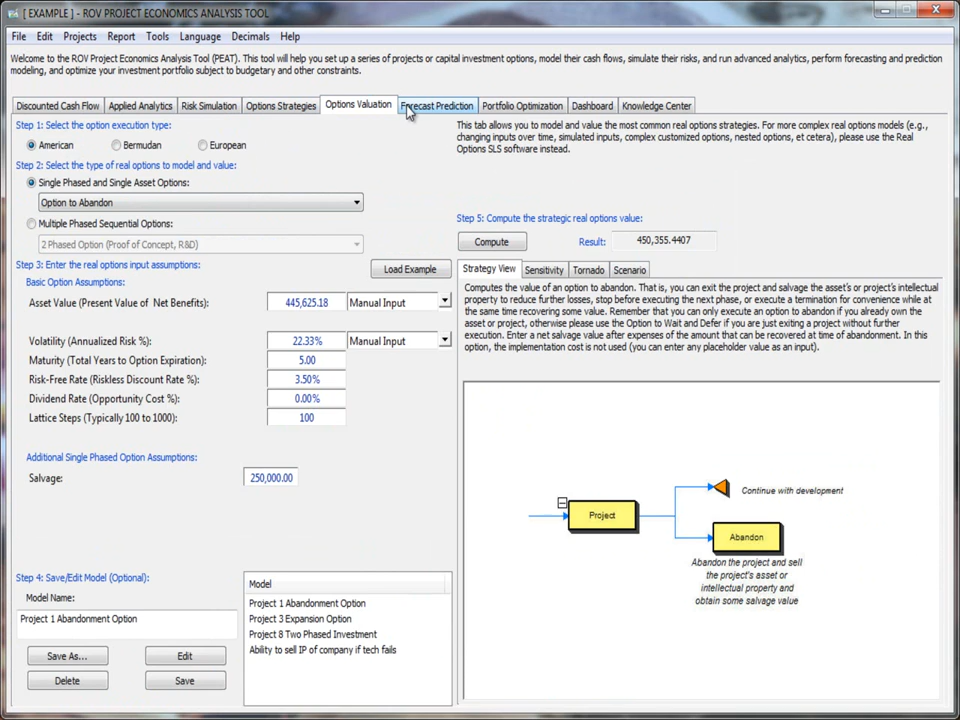 [ EXAMPLE ] - ROV PROJECT ECONOMICS ANALYSIS TOOL
File Edit Projects Report Tools Language Decimals Help
Welcome to the ROV Project Economics Analysis Tool (PEAT). This tool will help you set up a series of projects or capital investment options, model their cash flows, simulate their risks, and run advanced analytics, perform forecasting and prediction
modeling, and optimize your investment portfolio subject to budgetary and other constraints.
Discounted Cash Flow Applied Analytics Risk Simulation Options Strategies Options Valuation Forecast Prediction Portfolio Optimization Dashboard Knowledge Center
Step 1: Select the option execution type:
American Bermudan European
Step 2: Select the type of real options to model and value:
Single Phased and Single Asset Options:
Option to Abandon
Multiple Phased Sequential Options:
2 Phased Option (Proof of Concept, R&D)
Step 3: Enter the real options input assumptions:
Load Example
Basic Option Assumptions:
Asset Value (Present Value of Net Benefits): 445,625.18 Manual Input
Volatility (Annualized Risk %): 22.33% Manual Input
Maturity (Total Years to Option Expiration): 5.00
Risk-Free Rate (Riskless Discount Rate %): 3.50%
Dividend Rate (Opportunity Cost %): 0.00%
Lattice Steps (Typically 100 to 1000): 100
Additional Single Phased Option Assumptions:
Salvage: 250,000.00
Step 4: Save/Edit Model (Optional):
Model Name:
Project 1 Abandonment Option
Save As... Edit
Delete Save
Model
Project 1 Abandonment Option
Project 3 Expansion Option
Project 8 Two Phased Investment
Ability to sell IP of company if tech fails
This tab allows you to model and value the most common real options strategies. For more complex real options models (e.g.,
changing inputs over time, simulated inputs, complex customized options, nested options, et cetera), please use the Real
Options SLS software instead.
Step 5: Compute the strategic real options value:
Compute Result: 450,355.4407
Strategy View Sensitivity Tornado Scenario
Computes the value of an option to abandon. That is, you can exit the project and salvage the asset's or project's intellectual
property to reduce further losses, stop before executing the next phase, or execute a termination for convenience while at
the same time recovering some value. Remember that you can only execute an option to abandon if you already own the
asset or project, otherwise please use the Option to Wait and Defer if you are just exiting a project without further
execution. Enter a net salvage value after expenses of the amount that can be recovered at time of abandonment. In this
option, the implementation cost is not used (you can enter any placeholder value as an input).
Project
Continue with development
Abandon
Abandon the project and sell
the project's asset or
intellectual property and
obtain some salvage value